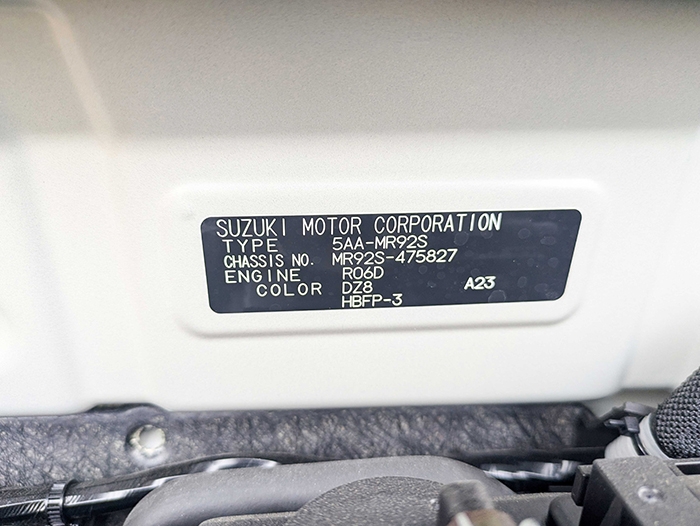 SUZUKI MOTOR CORPORATION
TYPE 5AA-MR92S
CHASSIS NO. MR92S-475827
ENGINE R06D
COLOR DZ8 A23
HBFP-3